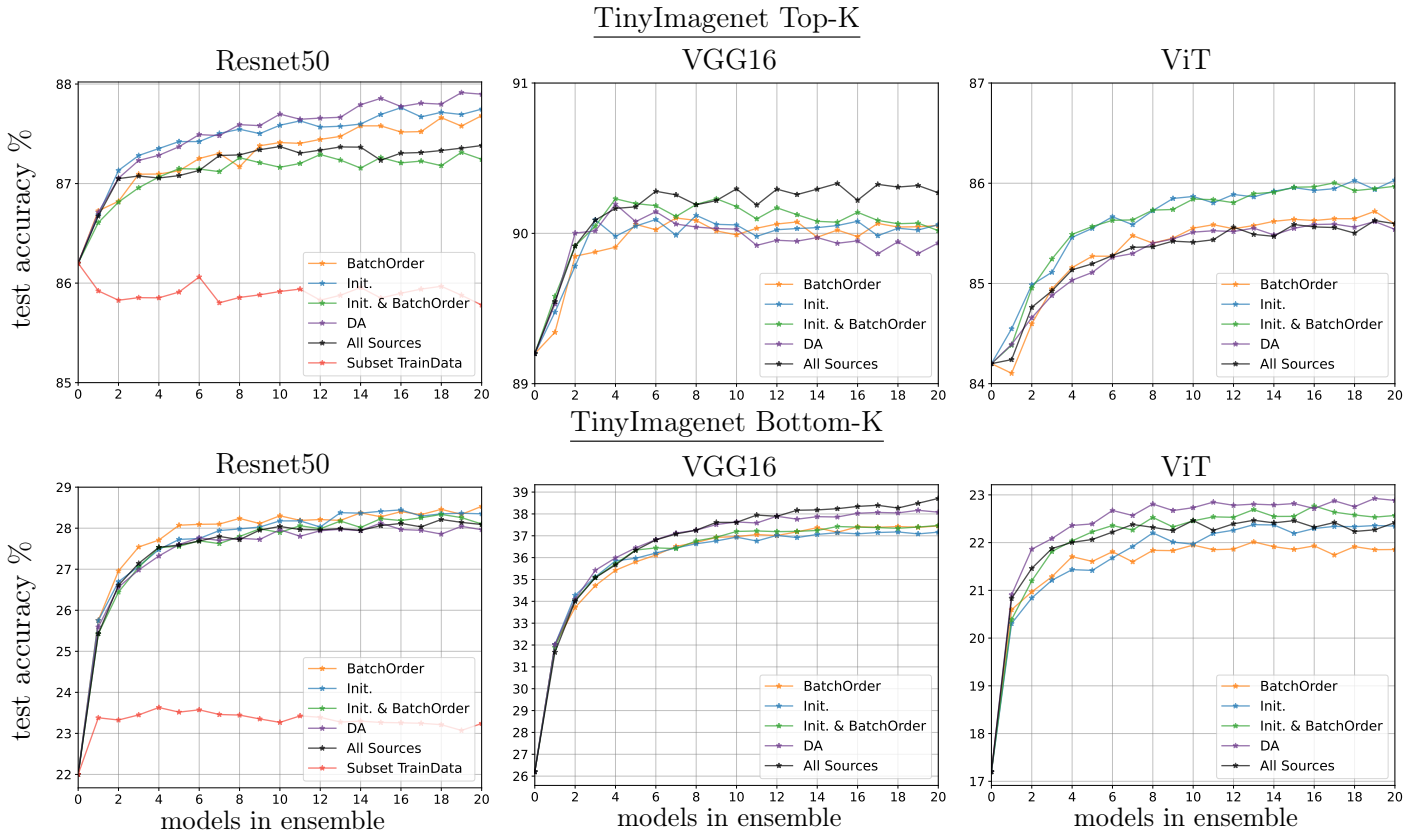 TinyImagenet Top-K
Resnet50
VGG16
ViT
test accuracy %
88
87
86
85
0 2 4 6 8 10 12 14 16 18 20
BatchOrder
Init.
Init. & BatchOrder
DA
All Sources
Subset TrainData
91
90
89
0 2 4 6 8 10 12 14 16 18 20
BatchOrder
Init.
Init. & BatchOrder
DA
All Sources
87
86
85
84
0 2 4 6 8 10 12 14 16 18 20
BatchOrder
Init.
Init. & BatchOrder
DA
All Sources
TinyImagenet Bottom-K
Resnet50
VGG16
ViT
test accuracy %
29
28
27
26
25
24
23
22
0 2 4 6 8 10 12 14 16 18 20
BatchOrder
Init.
Init. & BatchOrder
DA
All Sources
Subset TrainData
models in ensemble
39
38
37
36
35
34
33
32
31
30
29
28
27
26
0 2 4 6 8 10 12 14 16 18 20
BatchOrder
Init.
Init. & BatchOrder
DA
All Sources
models in ensemble
23
22
21
20
19
18
17
0 2 4 6 8 10 12 14 16 18 20
BatchOrder
Init.
Init. & BatchOrder
DA
All Sources
models in ensemble